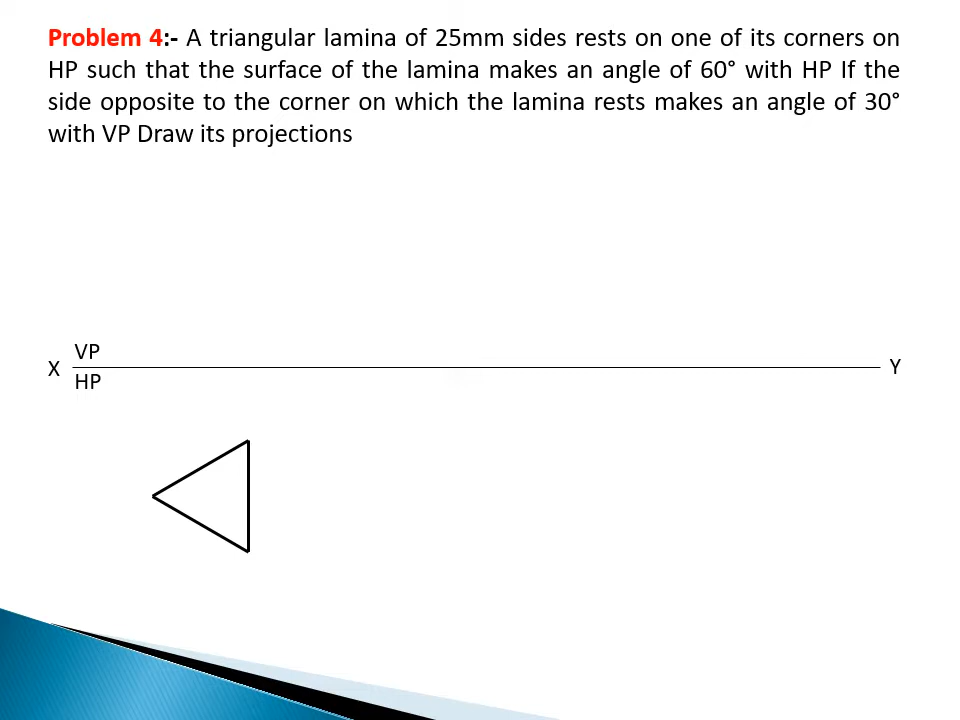 Problem 4:- A triangular lamina of 25mm sides rests on one of its corners on
HP such that the surface of the lamina makes an angle of 60° with HP If the
side opposite to the corner on which the lamina rests makes an angle of 30°
with VP Draw its projections
VP
X
Y
HP